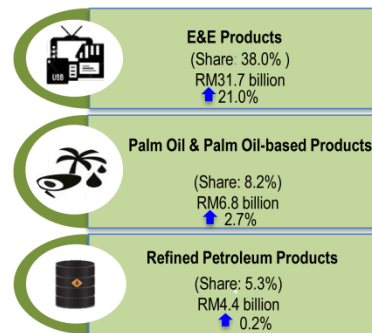 E&E Products
(Share: 38.0% )
RM31.7 billion
21.0%
USB
Palm Oil & Palm Oil-based Products
(Share: 8.2%)
RM6.8 billion
2.7%
Refined Petroleum Products
(Share: 5.3%)
RM4.4 billion
0.2%